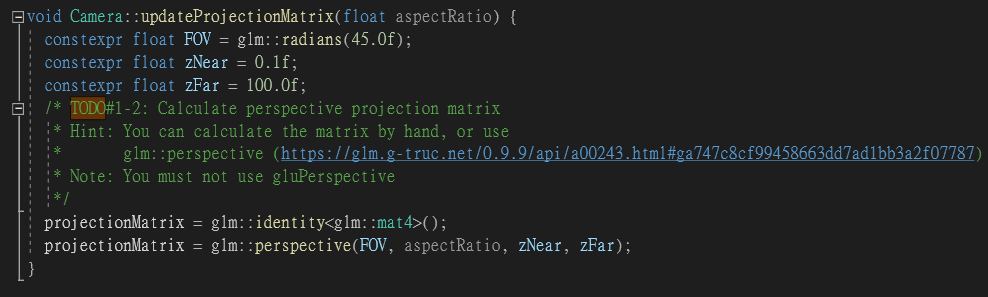 void Camera::updateProjectionMatrix(float aspectRatio) {
constexpr float FOV = glm::radians(45.0f);
constexpr float zNear = 0.1f;
constexpr float zFar = 100.0f;
/* TODO#1-2: Calculate perspective projection matrix
* Hint: You can calculate the matrix by hand, or use
* glm::perspective (https://glm.g-truc.net/0.9.9/api/a00243.html#ga747c8cf99458663dd7ad1bb3a2f07787)
* Note: You must not use gluPerspective
*/
projectionMatrix = glm::identity<glm::mat4>();
projectionMatrix = glm::perspective(FOV, aspectRatio, zNear, zFar);
}